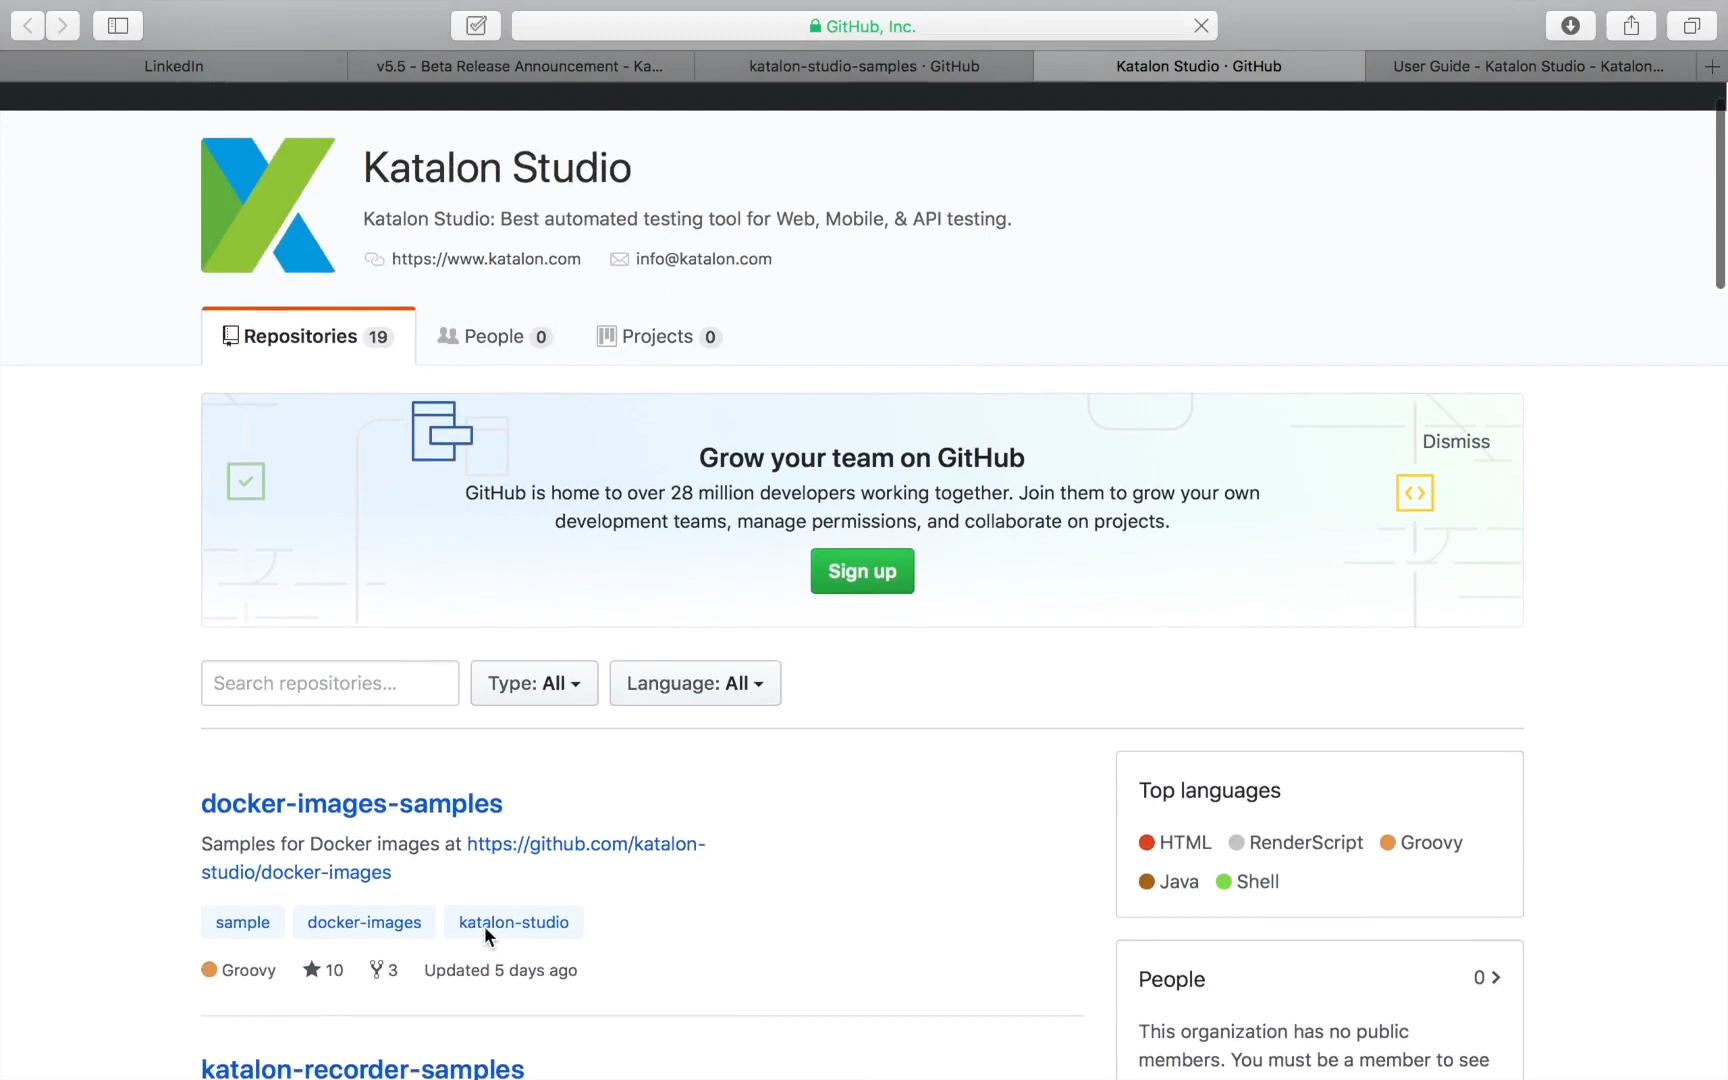 GitHub, Inc.
LinkedIn
v5.5 - Beta Release Announcement - Ka...
katalon-studio-samples · GitHub
Katalon Studio · GitHub
User Guide - Katalon Studio - Katalon...
Katalon Studio
Katalon Studio: Best automated testing tool for Web, Mobile, & API testing.
https://www.katalon.com
info@katalon.com
Repositories 19
People 0
Projects 0
Grow your team on GitHub
Dismiss
GitHub is home to over 28 million developers working together. Join them to grow your own
development teams, manage permissions, and collaborate on projects.
Sign up
Search repositories...
Type: All
Language: All
docker-images-samples
Samples for Docker images at https://github.com/katalon-
studio/docker-images
sample
docker-images
katalon-studio
Groovy
10
3
Updated 5 days ago
katalon-recorder-samples
Top languages
HTML
RenderScript
Groovy
Java
Shell
People
0
This organization has no public
members. You must be a member to see